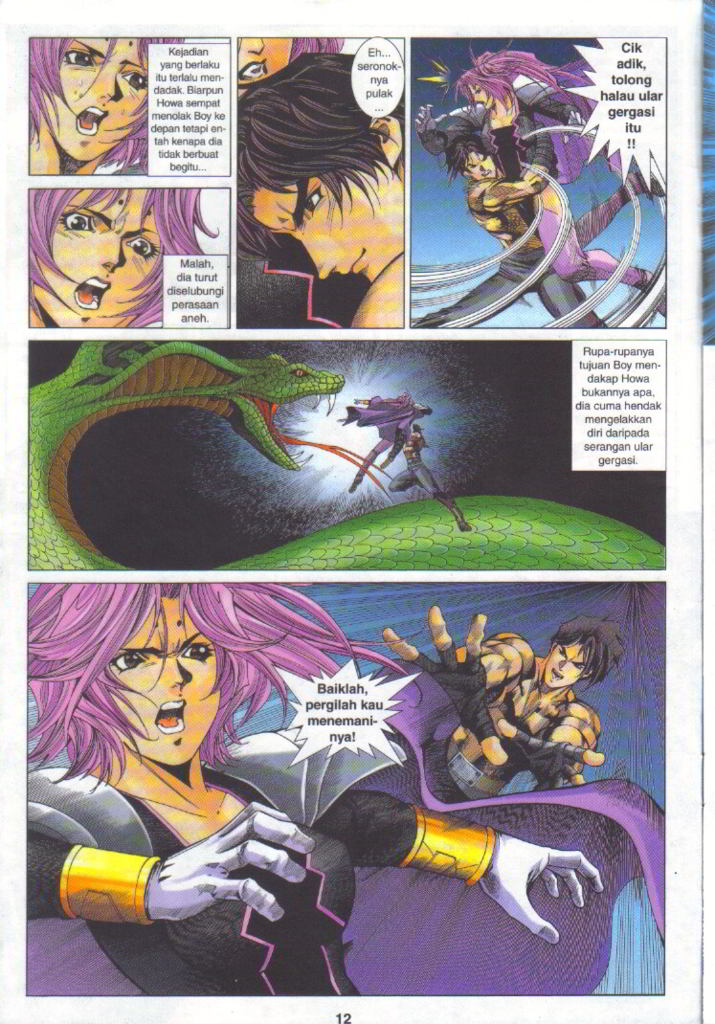 Kejadian
yang berlaku
itu terlalu men-
dadak. Biarpun
Howa sempat
menolak Boy ke
depan tetapi en-
tah kenapa dia
tidak berbuat
begitu...
Malah,
dia turut
diselubungi
perasaan
aneh.
Eh...
seronok-
nya
pulak
...
Cik
adik,
tolong
halau ular
gergasi
itu
!!
Rupa-rupanya
tujuan Boy men-
dakap Howa
bukannya apa,
dia cuma hendak
mengelakkan
diri daripada
serangan ular
gergasi.
Baiklah,
pergilah kau
menemani-
nya!
12